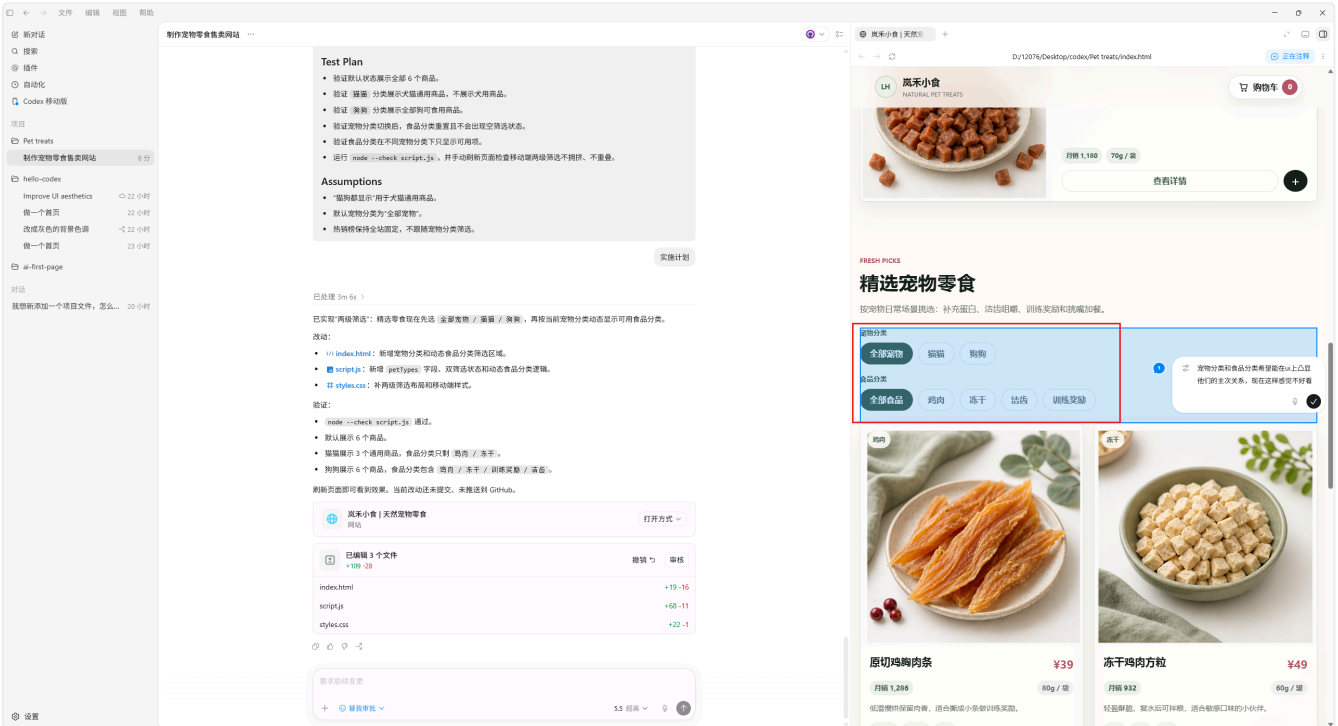 文件 编辑 视图 帮助
新对话
搜索
插件
自动化
Codex 移动版
项目
Pet treats
制作宠物零食售卖网站 8 分
hello-codex
Improve UI aesthetics 22 小时
做一个首页 22 小时
改成灰色的背景色调 22 小时
做一个首页 23 小时
ai-first-page
对话
我想新添加一个项目文件，怎么... 20 小时
设置
制作宠物零食售卖网站 ...
Test Plan
验证默认状态展示全部 6 个商品。
验证 猫猫 分类展示犬猫通用商品，不展示犬用商品。
验证 狗狗 分类展示全部狗可食用商品。
验证宠物分类切换后，食品分类重置且不会出现空筛选状态。
验证食品分类在不同宠物分类下只显示可用项。
运行 node --check script.js，并手动刷新页面检查移动端两级筛选不拥挤、不重叠。
Assumptions
“猫狗都显示”用于犬猫通用商品。
默认宠物分类为“全部宠物”。
热销榜保持全站固定，不跟随宠物分类筛选。
实施计划
已处理 3m 6s
已实现“两级筛选”：精选零食现在先选 全部宠物 / 猫猫 / 狗狗，再按当前宠物分类动态显示可用食品分类。
改动：
index.html：新增宠物分类和动态食品分类筛选区域。
script.js：新增 petTypes 字段、双筛选状态和动态食品分类逻辑。
styles.css：补两级筛选布局和移动端样式。
验证：
node --check script.js 通过。
默认展示 6 个商品。
猫猫展示 3 个通用商品，食品分类只剩 鸡肉 / 冻干。
狗狗展示 6 个商品，食品分类包含 鸡肉 / 冻干 / 训练奖励 / 洁齿。
刷新页面即可看到效果。当前改动还未提交、未推送到 GitHub。
岚禾小食 | 天然宠物零食
网站
打开方式
已编辑 3 个文件
+109 -28
撤销 审核
index.html +19 -16
script.js +68 -11
styles.css +22 -1
要求后续变更
替我审批
5.5 超高
岚禾小食 | 天然宠
D:/12076/Desktop/codex/Pet treats/index.html
正在注释
LH
岚禾小食
NATURAL PET TREATS
购物车 0
月销 1,180 70g / 袋
查看详情
+
FRESH PICKS
精选宠物零食
按宠物日常场景挑选：补充蛋白、洁齿咀嚼、训练奖励和挑嘴加餐。
宠物分类
全部宠物 猫猫 狗狗
食品分类
全部食品 鸡肉 冻干 洁齿 训练奖励
1
宠物分类和食品分类希望能在ui上凸显
他们的主次关系，现在这样感觉不好看
鸡肉
原切鸡胸肉条 ¥39
月销 1,286 80g / 袋
低温慢烘保留肉香，适合撕成小条做训练奖励。
冻干
冻干鸡肉方粒 ¥49
月销 932 60g / 罐
轻盈酥脆，复水后可拌粮，适合敏感口味的小伙伴。